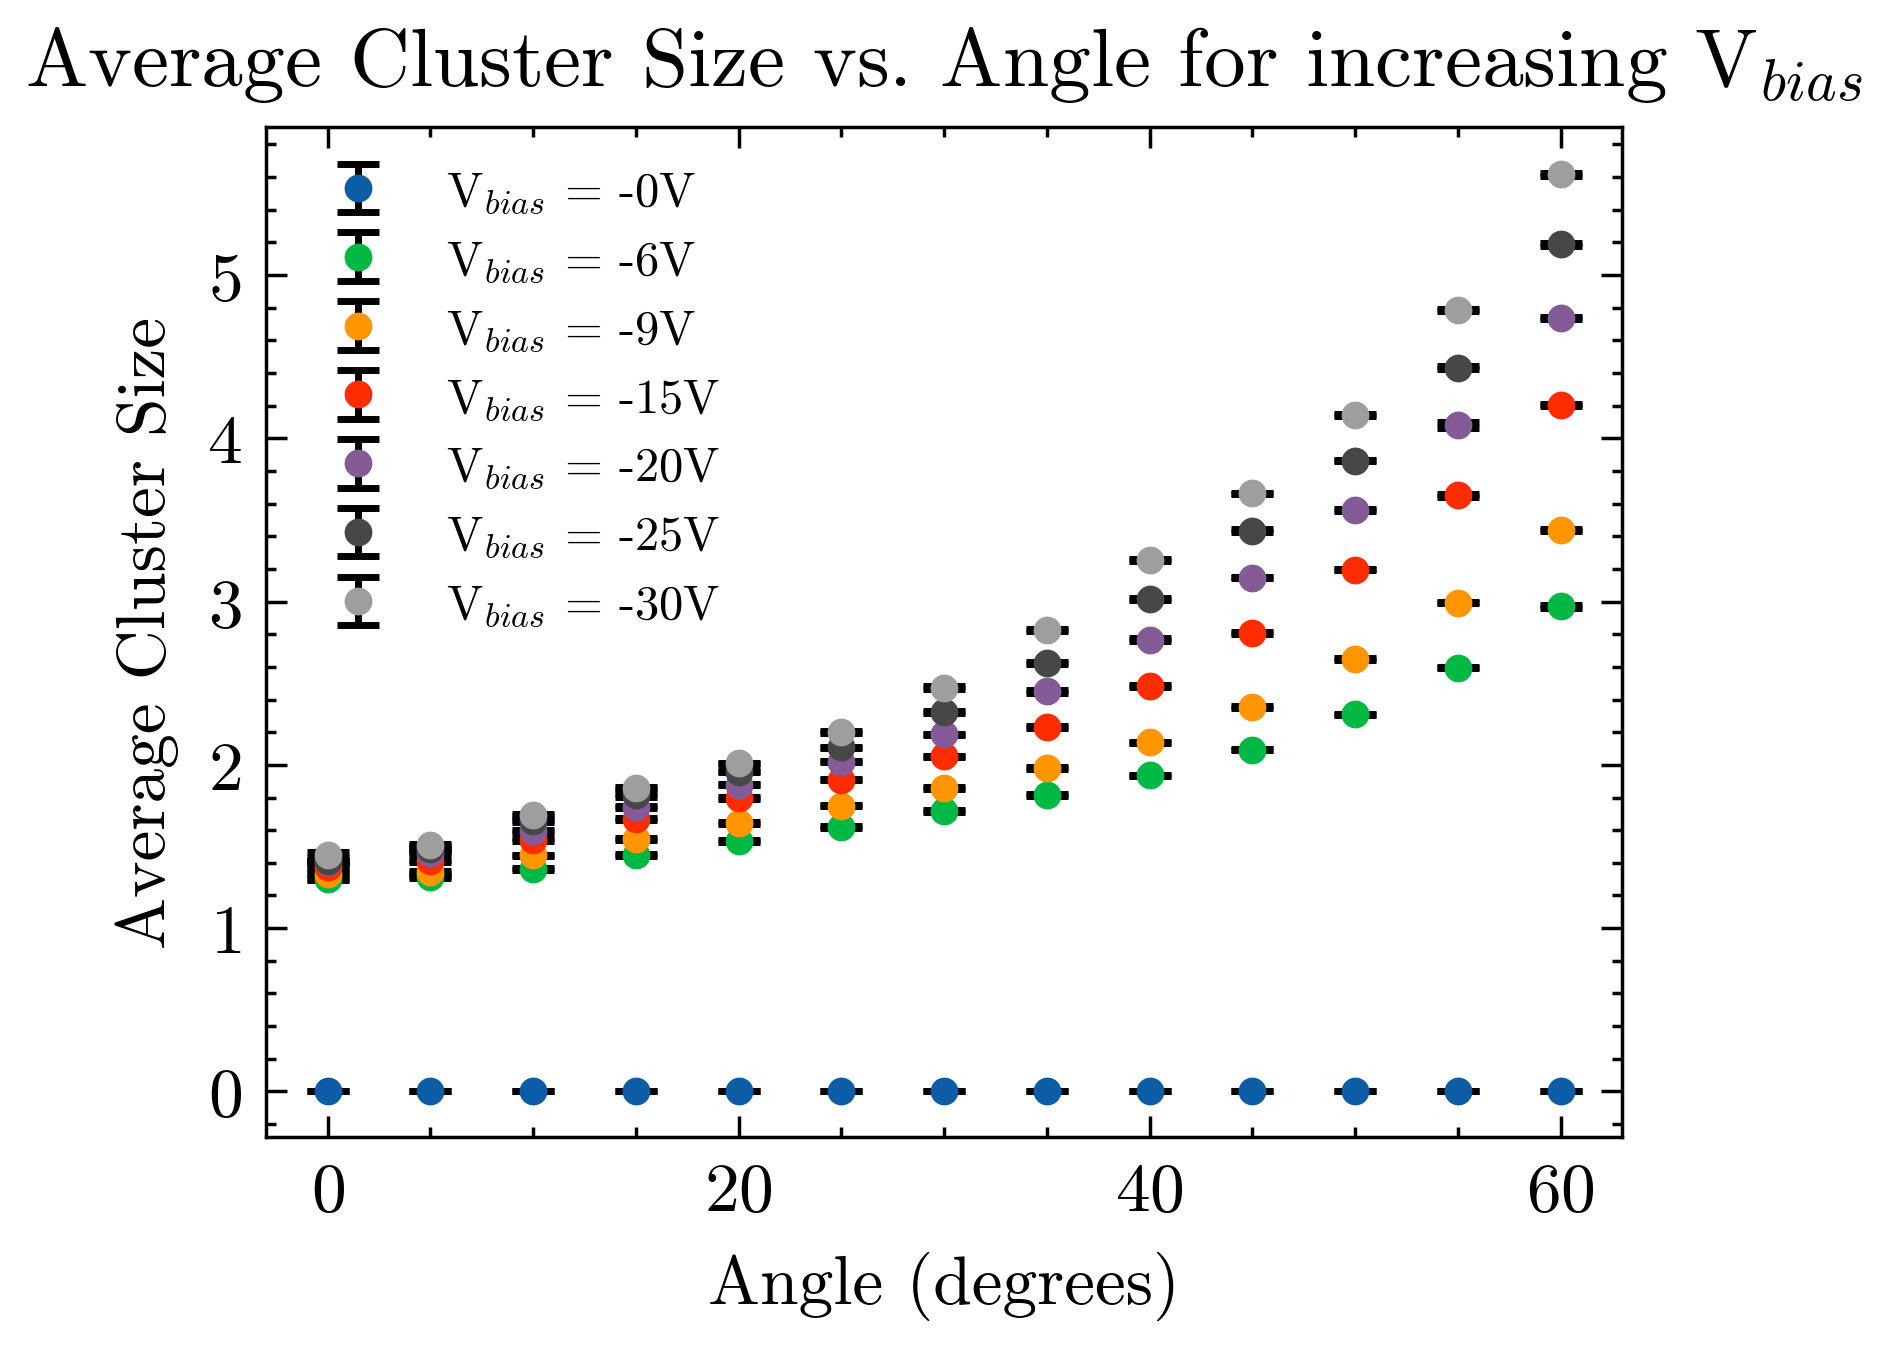 Average Cluster Size vs. Angle for increasing V_bias
V_bias = -0V
V_bias = -6V
V_bias = -9V
V_bias = -15V
V_bias = -20V
V_bias = -25V
V_bias = -30V
Average Cluster Size
5
4
3
2
1
0
0 20 40 60
Angle (degrees)